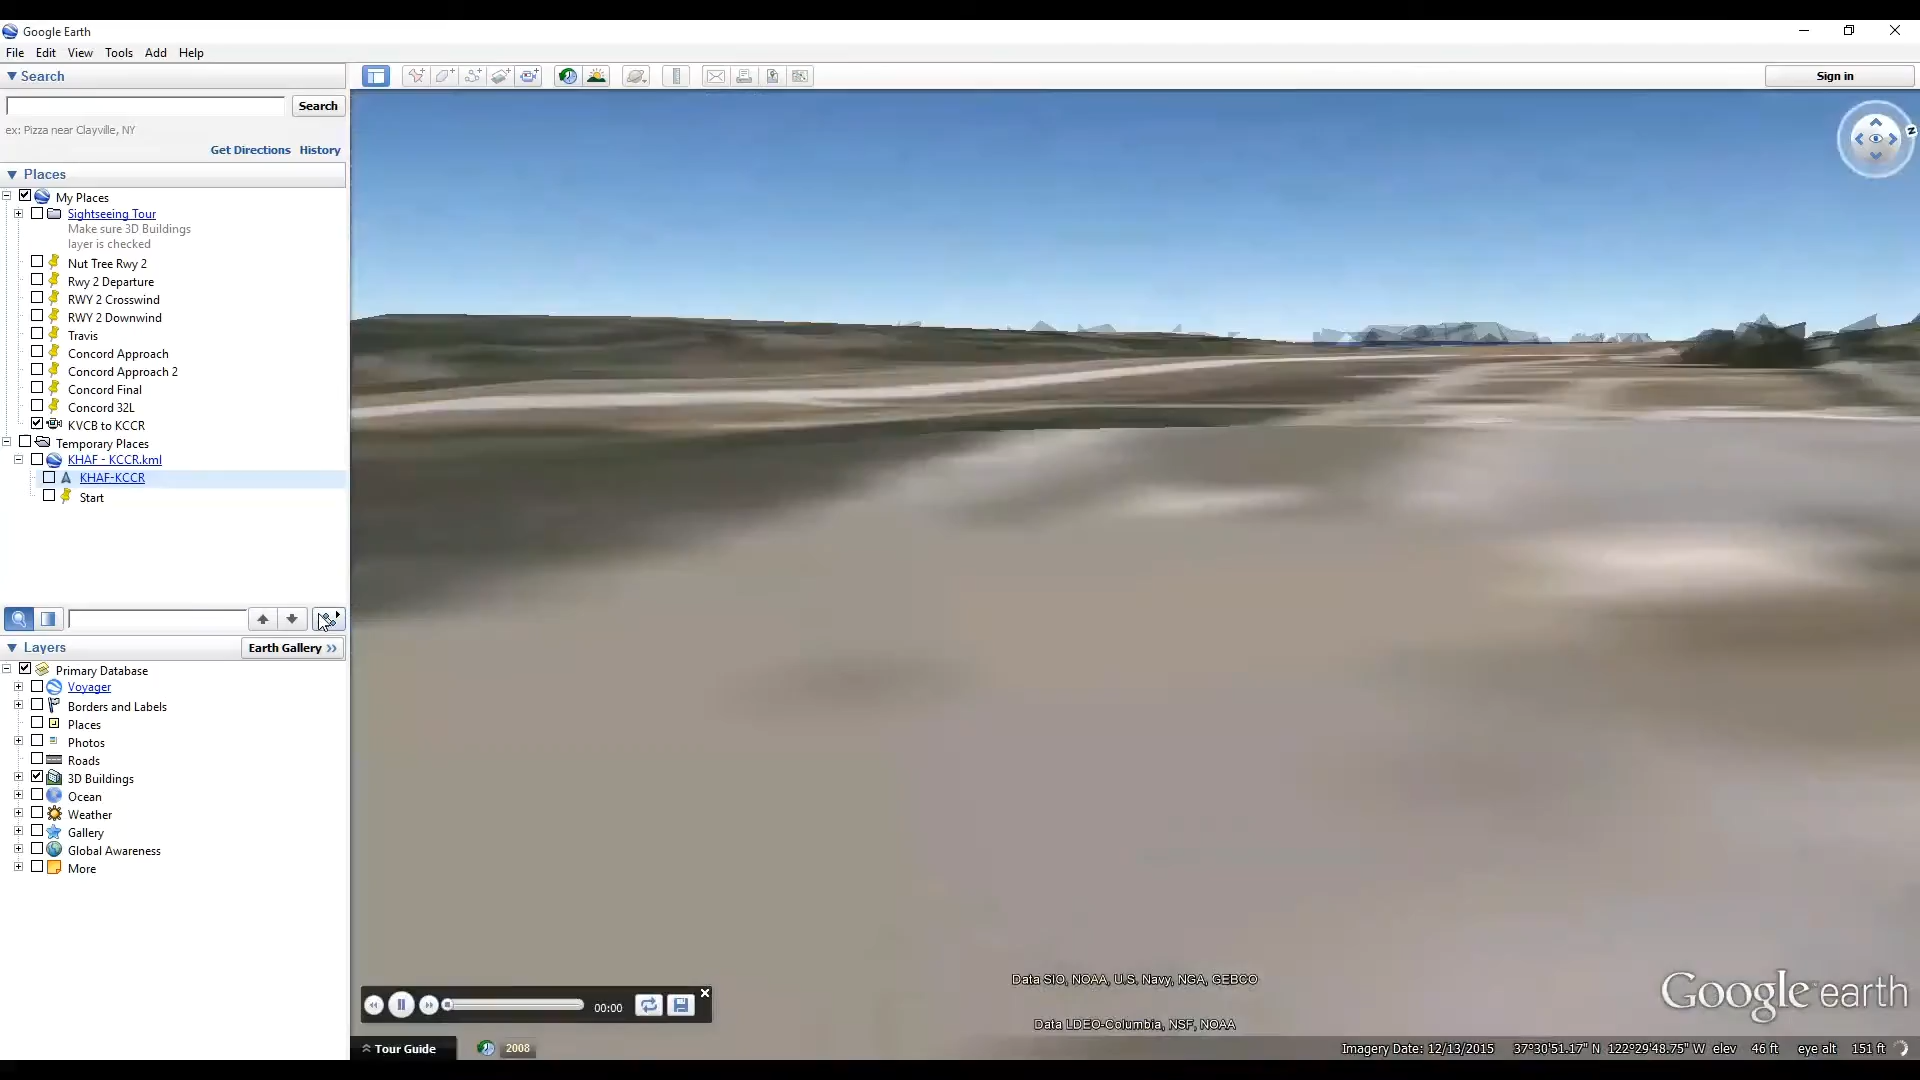 Google Earth
File Edit View Tools Add Help
Search
Sign in
Search
ex: Pizza near Clayville, NY
Get Directions History
N
Places
My Places
Sightseeing Tour
Make sure 3D Buildings
layer is checked
Nut Tree Rwy 2
Rwy 2 Departure
RWY 2 Crosswind
RWY 2 Downwind
Travis
Concord Approach
Concord Approach 2
Concord Final
Concord 32L
KVCB to KCCR
Temporary Places
KHAF - KCCR.kml
KHAF-KCCR
Start
Layers
Earth Gallery »
Primary Database
Voyager
Borders and Labels
Places
Photos
Roads
3D Buildings
Ocean
Weather
Gallery
Global Awareness
More
Data SIO, NOAA, U.S. Navy, NGA, GEBCO
Google earth
00:00
Data LDEO-Columbia, NSF, NOAA
Tour Guide
2008
Imagery Date: 12/13/2015 37°30'51.17" N 122°29'48.75" W elev 46 ft eye alt 151 ft